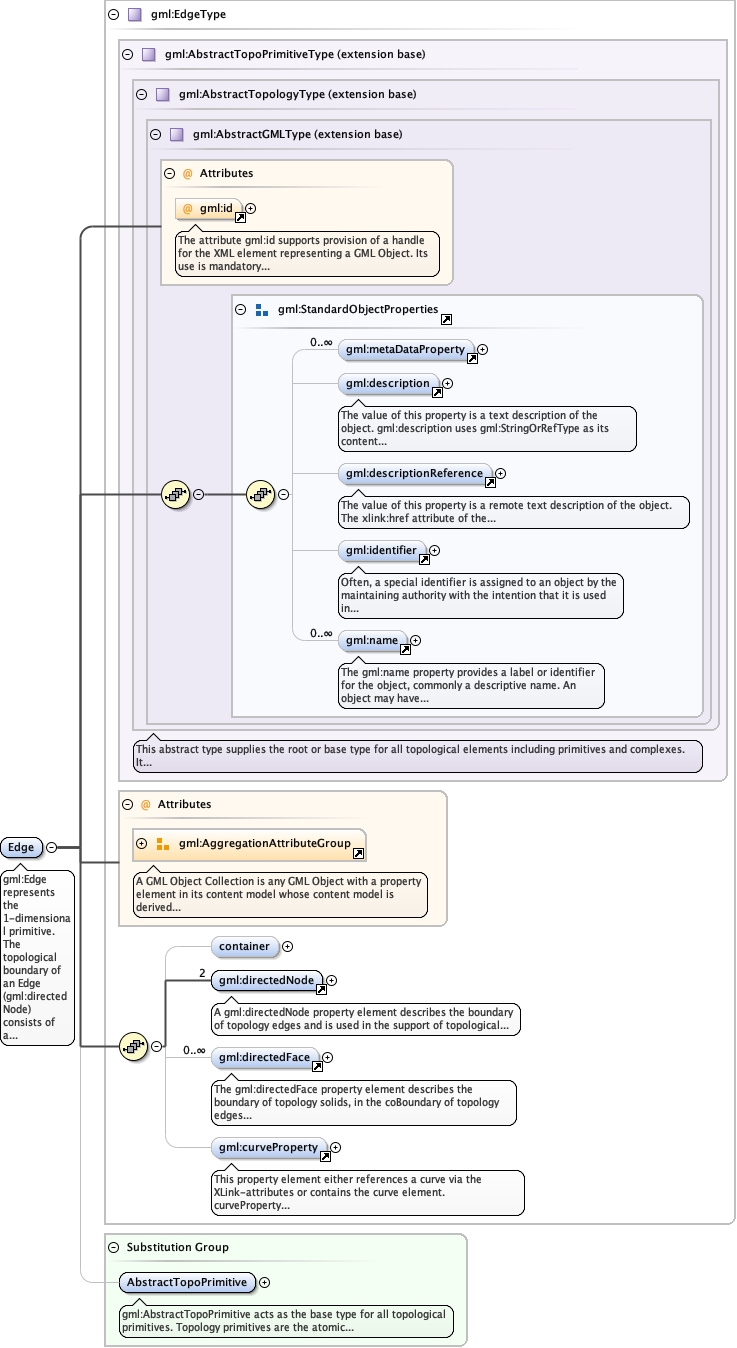 gml:EdgeType
gml:AbstractTopoPrimitiveType (extension base)
gml:AbstractTopologyType (extension base)
gml:AbstractGMLType (extension base)
@ Attributes
@ gml:id
The attribute gml:id supports provision of a handle
for the XML element representing a GML Object. Its
use is mandatory...
gml:StandardObjectProperties
0..∞
gml:metaDataProperty
gml:description
The value of this property is a text description of the
object. gml:description uses gml:StringOrRefType as its
content...
gml:descriptionReference
The value of this property is a remote text description of the object.
The xlink:href attribute of the...
gml:identifier
Often, a special identifier is assigned to an object by the
maintaining authority with the intention that it is used
in...
0..∞
gml:name
The gml:name property provides a label or identifier
for the object, commonly a descriptive name. An
object may have...
This abstract type supplies the root or base type for all topological elements including primitives and complexes.
It...
@ Attributes
gml:AggregationAttributeGroup
A GML Object Collection is any GML Object with a property
element in its content model whose content model is
derived...
Edge
gml:Edge
represents
the
1-dimensiona
l primitive.
The
topological
boundary of
an Edge
(gml:directed
Node)
consists of
a...
container
2
gml:directedNode
A gml:directedNode property element describes the boundary
of topology edges and is used in the support of topological...
0..∞
gml:directedFace
The gml:directedFace property element describes the
boundary of topology solids, in the coBoundary of topology
edges...
gml:curveProperty
This property element either references a curve via the
XLink-attributes or contains the curve element.
curveProperty...
Substitution Group
AbstractTopoPrimitive
gml:AbstractTopoPrimitive acts as the base type for all topological
primitives. Topology primitives are the atomic...